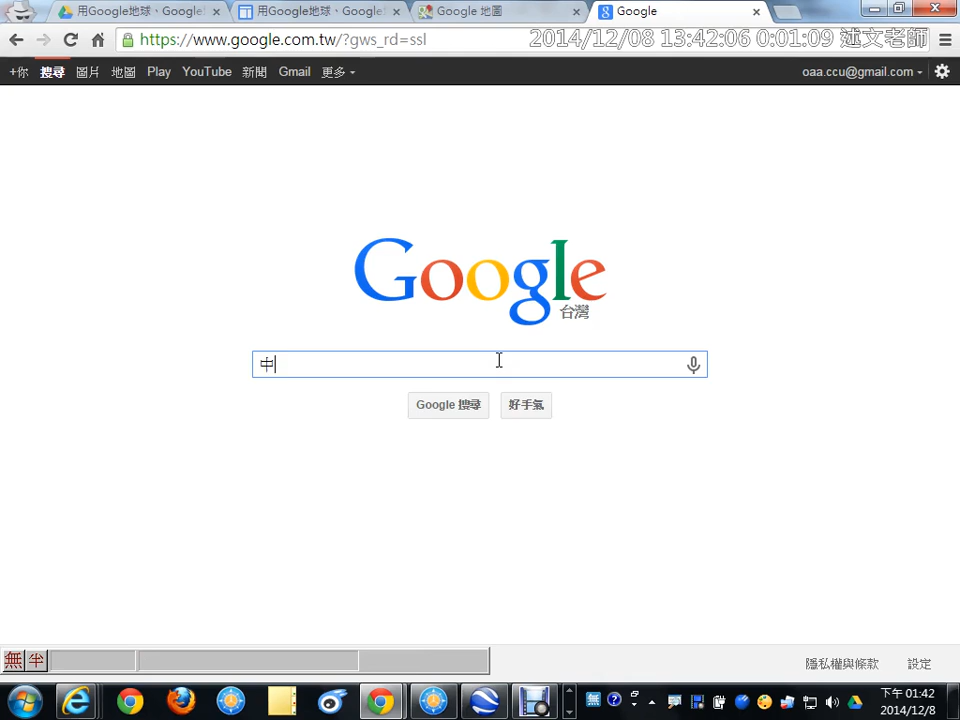 用Google地球、Google
用Google地球、Google
Google 地圖
Google
https://www.google.com.tw/?gws_rd=ssl
2014/12/08 13:42:06 0:01:09 述文老師
+你 搜尋 圖片 地圖 Play YouTube 新聞 Gmail 更多
oaa.ccu@gmail.com
Google
台灣
中
Google 搜尋 好手氣
無 半
隱私權與條款 設定
無
下午 01:42
2014/12/8